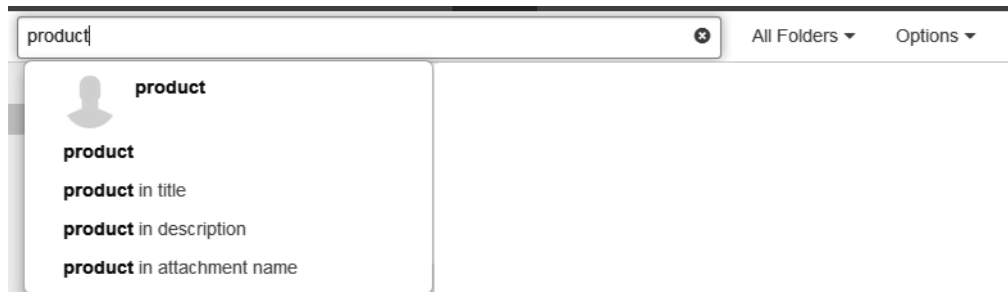 product All Folders Options
product
product
product in title
product in description
product in attachment name